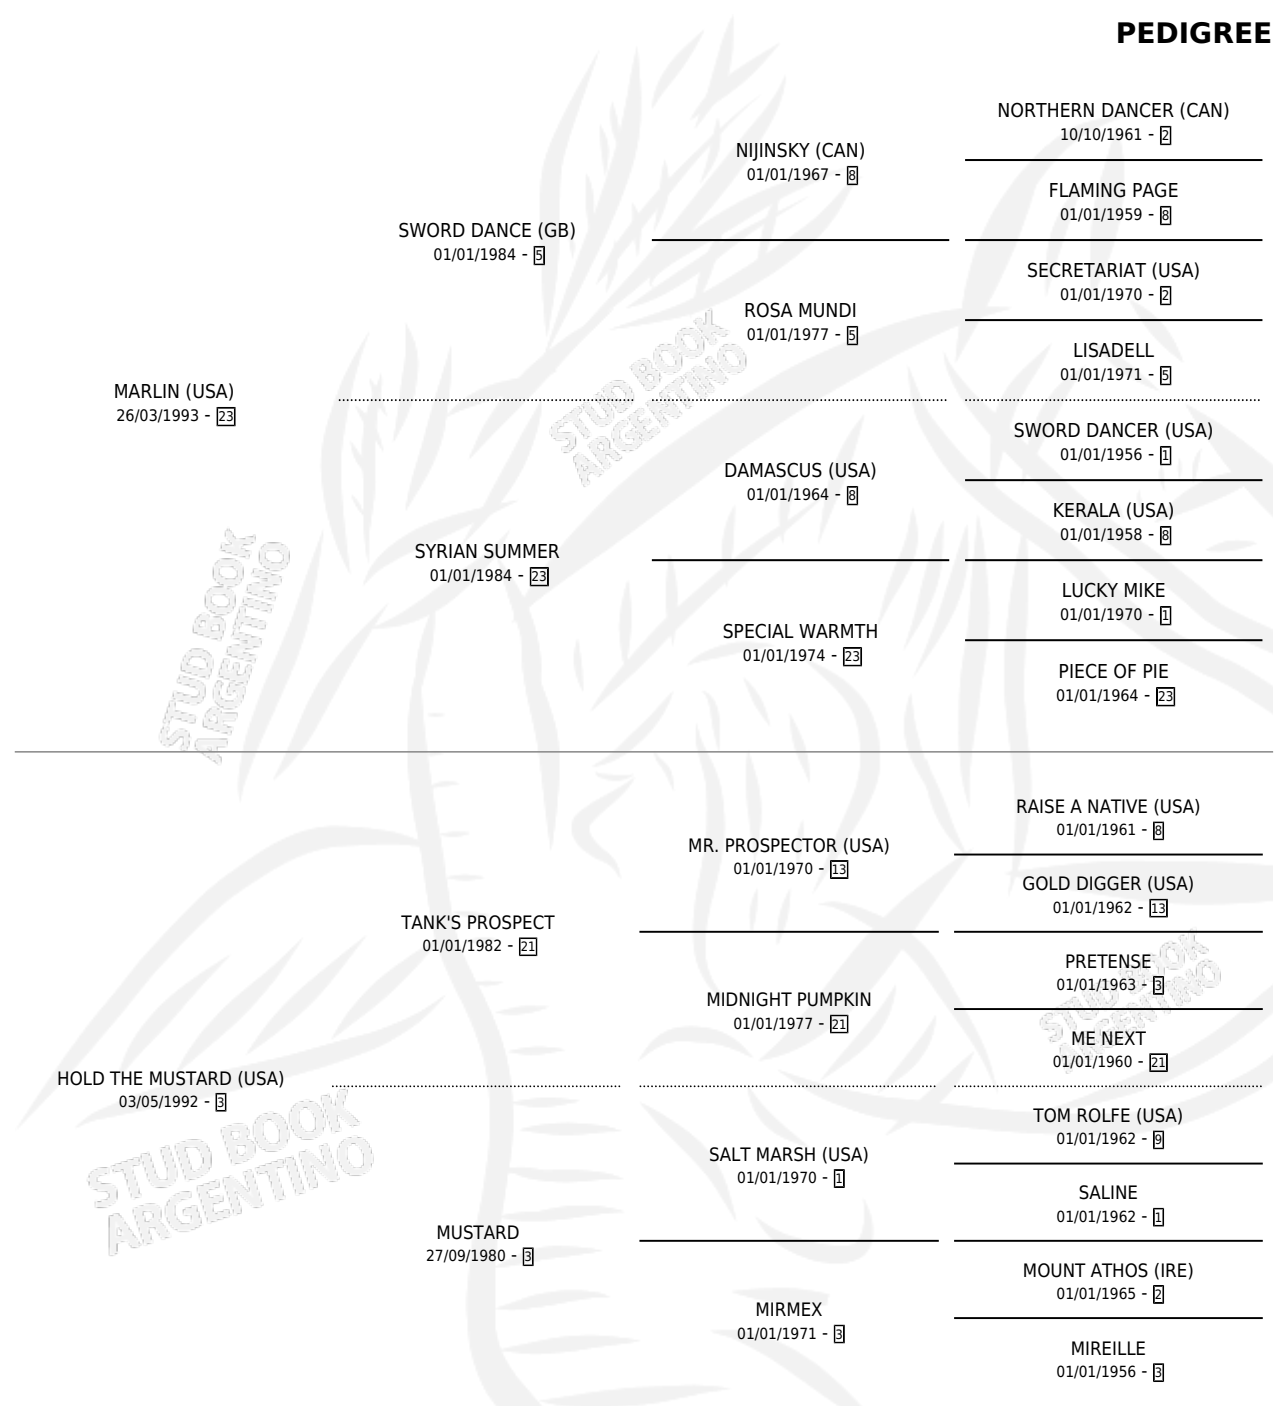 PEDIGREE
NORTHERN DANCER (CAN)
10/10/1961 - 2
NIJINSKY (CAN)
01/01/1967 - 8
FLAMING PAGE
01/01/1959 - 8
SWORD DANCE (GB)
01/01/1984 - 5
SECRETARIAT (USA)
01/01/1970 - 2
ROSA MUNDI
01/01/1977 - 5
LISADELL
01/01/1971 - 5
MARLIN (USA)
26/03/1993 - 23
SWORD DANCER (USA)
01/01/1956 - 1
DAMASCUS (USA)
01/01/1964 - 8
KERALA (USA)
01/01/1958 - 8
SYRIAN SUMMER
01/01/1984 - 23
LUCKY MIKE
01/01/1970 - 1
SPECIAL WARMTH
01/01/1974 - 23
PIECE OF PIE
01/01/1964 - 23
RAISE A NATIVE (USA)
01/01/1961 - 8
MR. PROSPECTOR (USA)
01/01/1970 - 13
GOLD DIGGER (USA)
01/01/1962 - 13
TANK'S PROSPECT
01/01/1982 - 21
PRETENSE
01/01/1963 - 3
MIDNIGHT PUMPKIN
01/01/1977 - 21
ME NEXT
01/01/1960 - 21
HOLD THE MUSTARD (USA)
03/05/1992 - 3
TOM ROLFE (USA)
01/01/1962 - 9
SALT MARSH (USA)
01/01/1970 - 1
SALINE
01/01/1962 - 1
MUSTARD
27/09/1980 - 3
MOUNT ATHOS (IRE)
01/01/1965 - 2
MIRMEX
01/01/1971 - 3
MIREILLE
01/01/1956 - 3
STUD BOOK
ARGENTINO
STUD BOOK
ARGENTINO
STUD BOOK
ARGENTINO
STUD BOOK
ARGENTINO